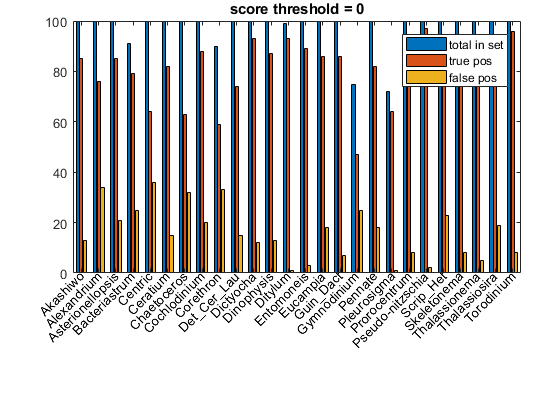 score threshold = 0
100
80
60
40
20
0
total in set
true pos
false pos
Akashiwo
Alexandrium
Asterionellopsis
Bacteriastrum
Centric
Ceratium
Chaetoceros
Cochlodinium
Corethron
Det_Cer_Lau
Dictyocha
Dinophysis
Ditylum
Entomoneis
Eucampia
Guin_Dact
Gymnodinium
Pennate
Pleurosigma
Prorocentrum
Pseudo-nitzschia
Scrip_Het
Skeletonema
Thalassionema
Thalassiosira
Torodinium